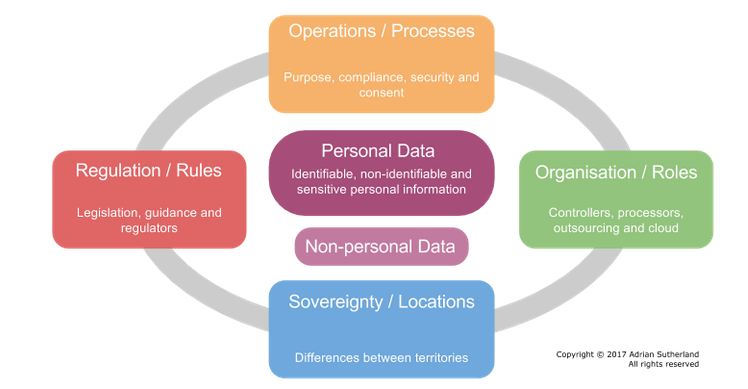 Operations / Processes
Purpose, compliance, security and
consent
Regulation / Rules
Legislation, guidance and
regulators
Personal Data
Identifiable, non-identifiable and
sensitive personal information
Organisation / Roles
Controllers, processors,
outsourcing and cloud
Non-personal Data
Sovereignty / Locations
Differences between territories
Copyright © 2017 Adrian Sutherland
All rights reserved